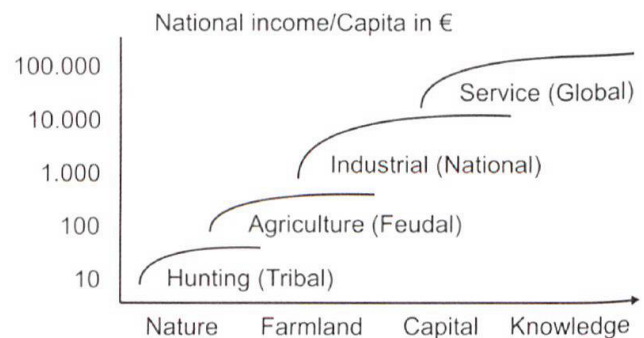 National income/Capita in €
100.000
Service (Global)
10.000
Industrial (National)
1.000
Agriculture (Feudal)
100
Hunting (Tribal)
10
Nature Farmland Capital Knowledge